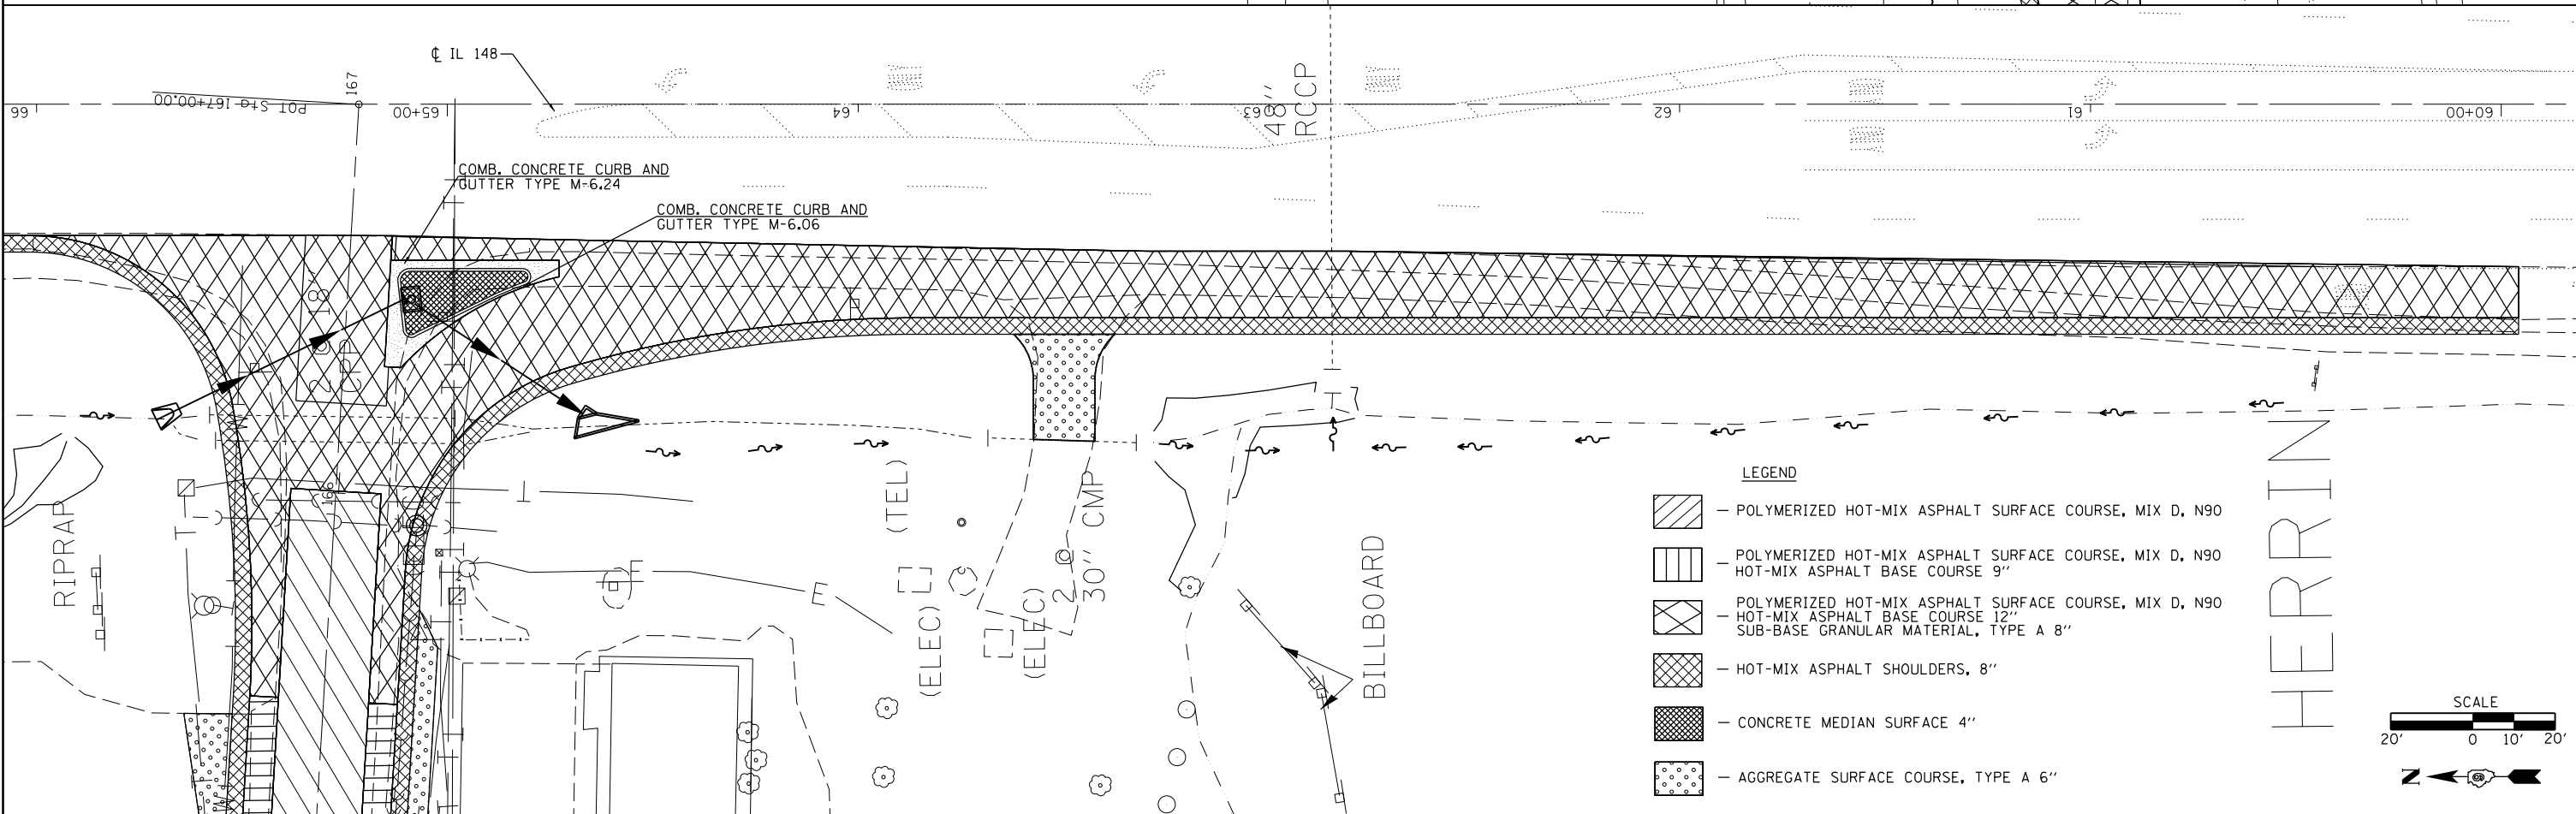 ℄ IL 148
167
POT Sta 167+00.00
66
65+00
64
63
62
61
60+00
48"
RCCP
COMB. CONCRETE CURB AND
GUTTER TYPE M-6.24
COMB. CONCRETE CURB AND
GUTTER TYPE M-6.06
166
T
T
E
E
RIPRAP
(TEL)
(ELEC)
(ELEC)
30" CMP
BILLBOARD
HERRIN
LEGEND
— POLYMERIZED HOT-MIX ASPHALT SURFACE COURSE, MIX D, N90
POLYMERIZED HOT-MIX ASPHALT SURFACE COURSE, MIX D, N90
— HOT-MIX ASPHALT BASE COURSE 9"
POLYMERIZED HOT-MIX ASPHALT SURFACE COURSE, MIX D, N90
— HOT-MIX ASPHALT BASE COURSE 12"
SUB-BASE GRANULAR MATERIAL, TYPE A 8"
— HOT-MIX ASPHALT SHOULDERS, 8"
— CONCRETE MEDIAN SURFACE 4"
— AGGREGATE SURFACE COURSE, TYPE A 6"
SCALE
20' 0 10' 20'
N